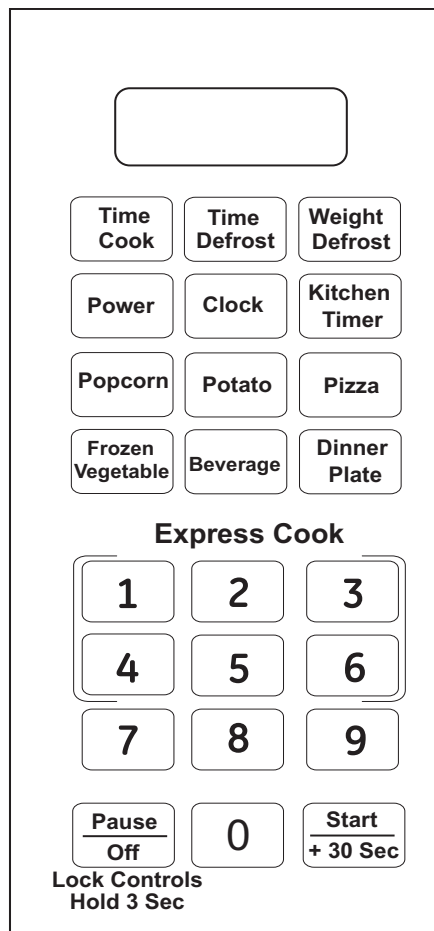 Time Cook
Time Defrost
Weight Defrost
Power
Clock
Kitchen Timer
Popcorn
Potato
Pizza
Frozen Vegetable
Beverage
Dinner Plate
Express Cook
1
2
3
4
5
6
7
8
9
Pause
Off
0
Start
+ 30 Sec
Lock Controls
Hold 3 Sec